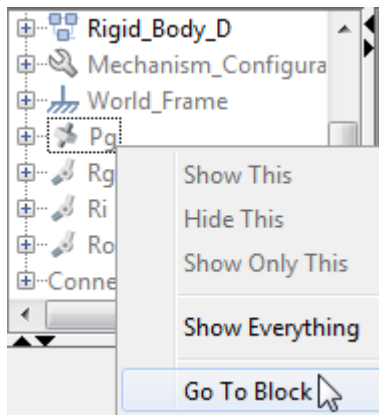 Rigid_Body_D
Mechanism_Configura
World_Frame
Pg
Rg
Ri
Ro
Conne
Show This
Hide This
Show Only This
Show Everything
Go To Block